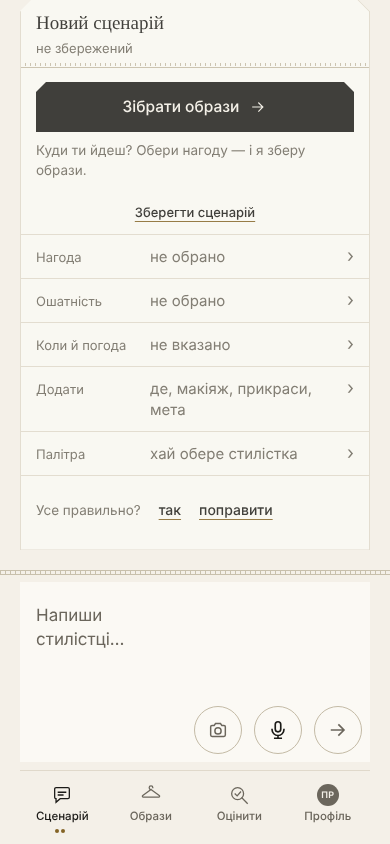 Новий сценарій
не збережений
Зібрати образи →
Куди ти йдеш? Обери нагоду — і я зберу
образи.
Зберегти сценарій
Нагода не обрано
Ошатність не обрано
Коли й погода не вказано
Додати де, макіяж, прикраси,
мета
Палітра хай обере стилістка
Усе правильно? так поправити
Напиши
стилістці...
Сценарій Образи Оцінити ПР Профіль